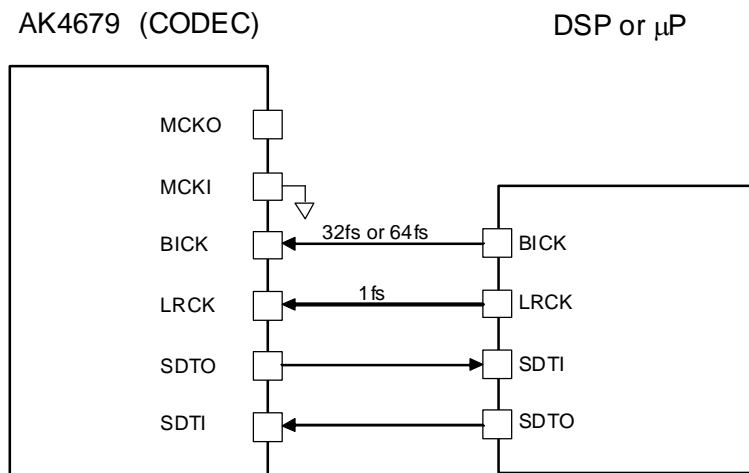 AK4679 (CODEC)
DSP or μP
MCKO
MCKI
BICK
32fs or 64fs
BICK
LRCK
1fs
LRCK
SDTO
SDTI
SDTI
SDTO